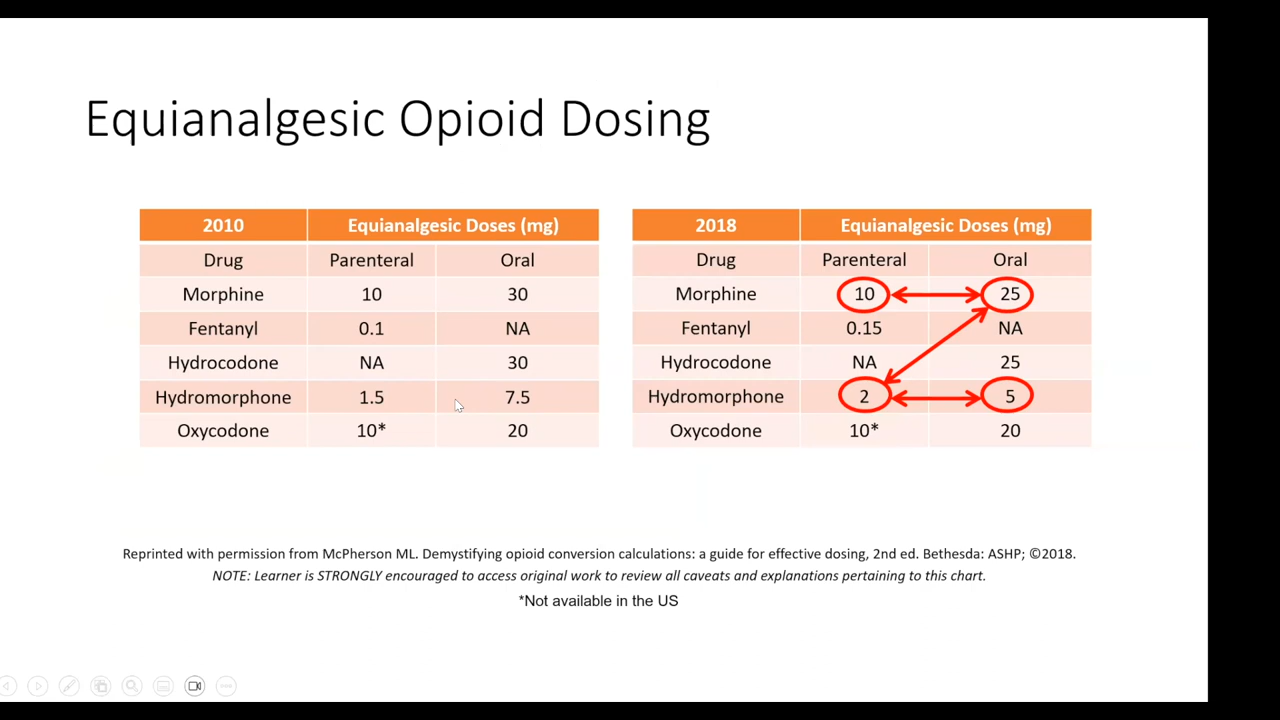 Equianalgesic Opioid Dosing
2010 Equianalgesic Doses (mg)
Drug Parenteral Oral
Morphine 10 30
Fentanyl 0.1 NA
Hydrocodone NA 30
Hydromorphone 1.5 7.5
Oxycodone 10* 20
2018 Equianalgesic Doses (mg)
Drug Parenteral Oral
Morphine 10 25
Fentanyl 0.15 NA
Hydrocodone NA 25
Hydromorphone 2 5
Oxycodone 10* 20
Reprinted with permission from McPherson ML. Demystifying opioid conversion calculations: a guide for effective dosing, 2nd ed. Bethesda: ASHP; ©2018.
NOTE: Learner is STRONGLY encouraged to access original work to review all caveats and explanations pertaining to this chart.
*Not available in the US